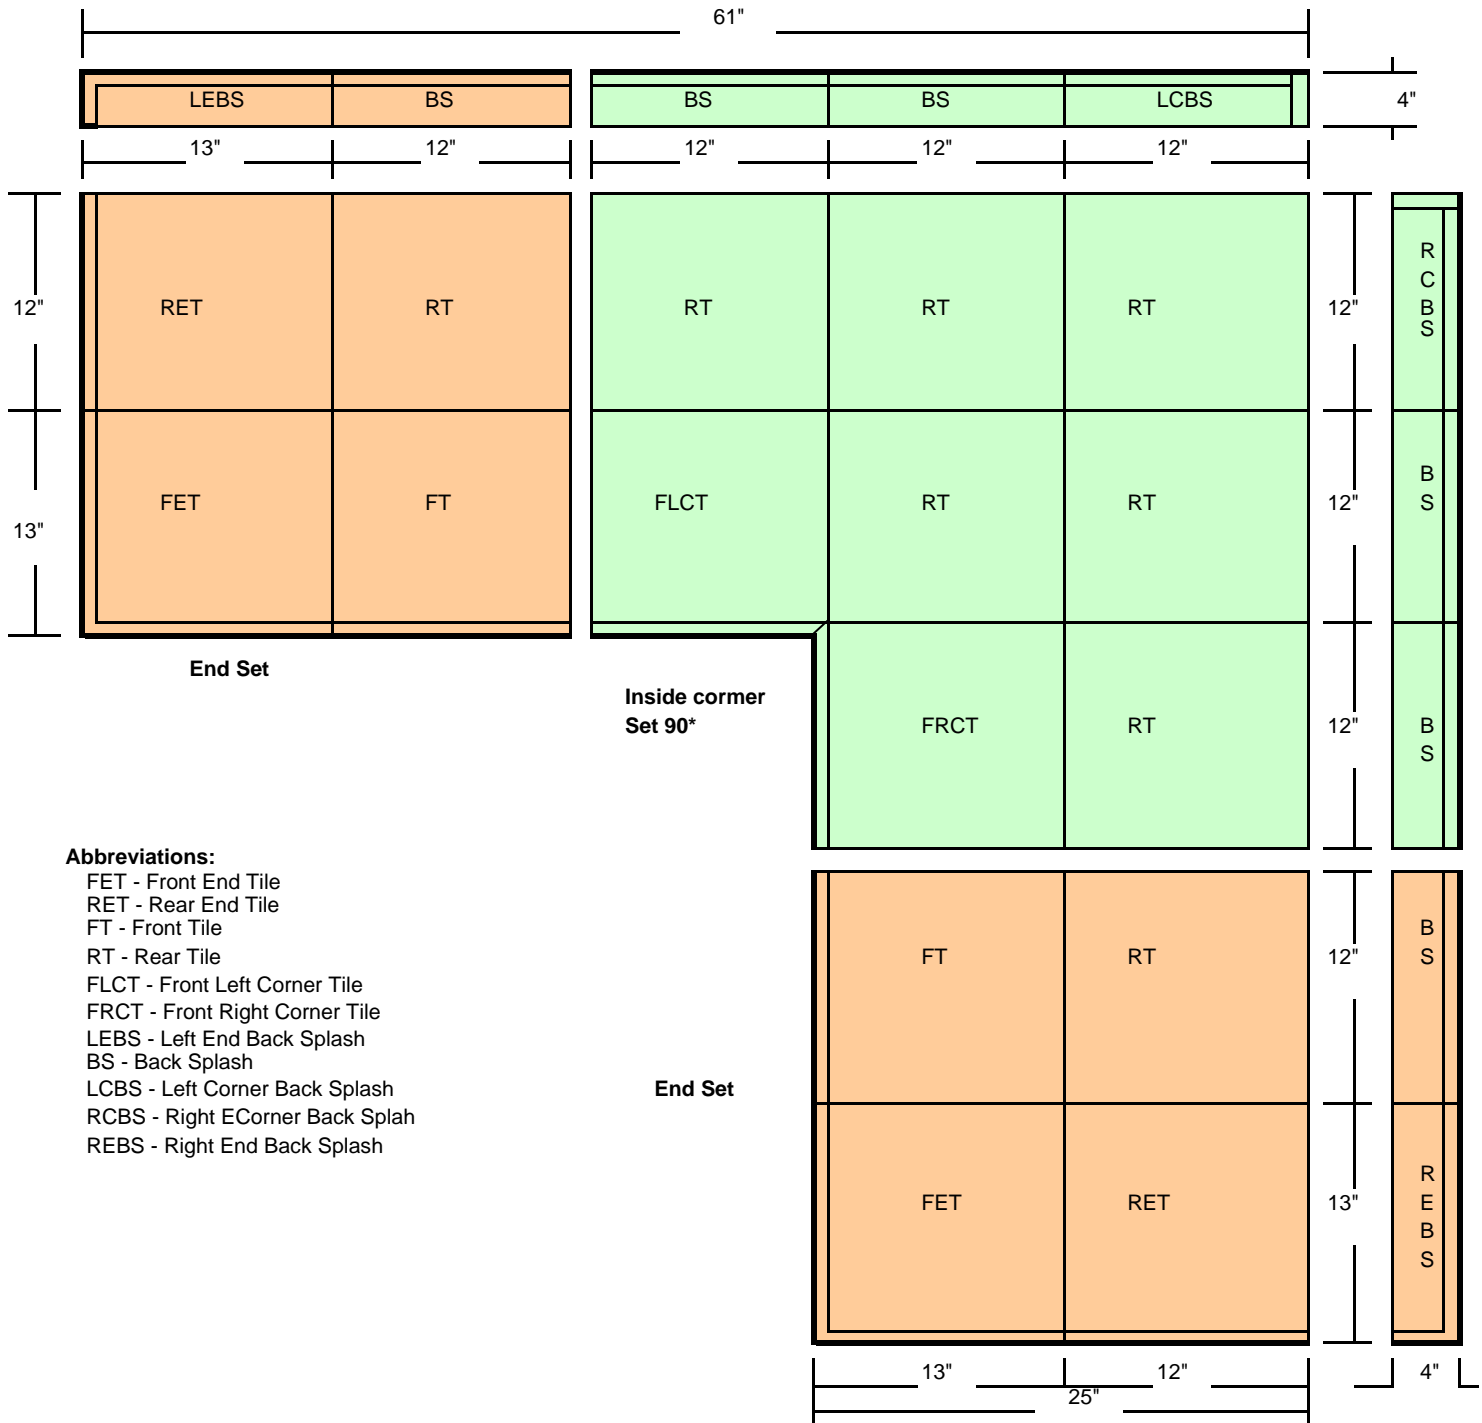 61"
LEBS BS BS BS LCBS 4"
13" 12" 12" 12" 12"
12" RET RT RT RT RT 12" R C B S
FET FT FLCT RT RT 12" B S
13"
End Set
Inside cormer
Set 90*
FRCT RT 12" B S
Abbreviations:
FET - Front End Tile
RET - Rear End Tile
FT - Front Tile
RT - Rear Tile
FLCT - Front Left Corner Tile
FRCT - Front Right Corner Tile
LEBS - Left End Back Splash
BS - Back Splash
LCBS - Left Corner Back Splash
RCBS - Right ECorner Back Splah
REBS - Right End Back Splash
FT RT 12" B S
End Set
FET RET 13" R E B S
13" 12" 4"
25"